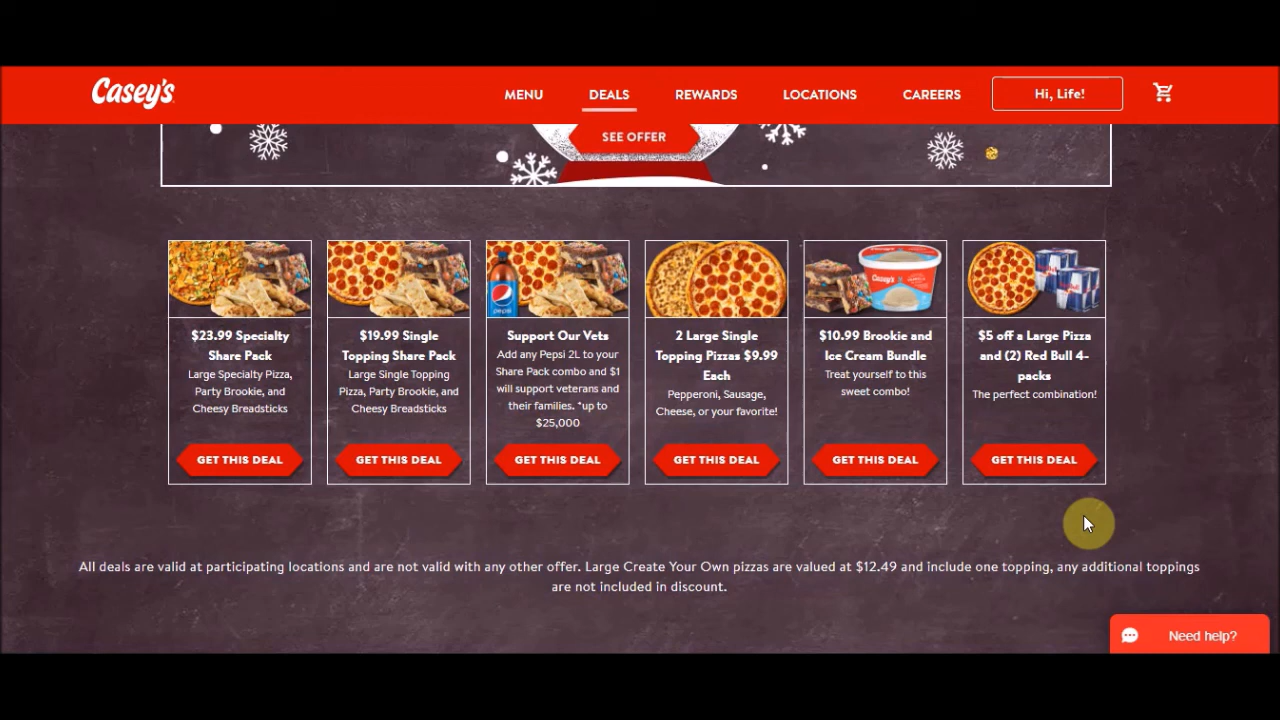 Casey's
MENU
DEALS
REWARDS
LOCATIONS
CAREERS
Hi, Life!
SEE OFFER
$23.99 Specialty
Share Pack
Large Specialty Pizza,
Party Brookie, and
Cheesy Breadsticks
GET THIS DEAL
$19.99 Single
Topping Share Pack
Large Single Topping
Pizza, Party Brookie, and
Cheesy Breadsticks
GET THIS DEAL
pepsi
Support Our Vets
Add any Pepsi 2L to your
Share Pack combo and $1
will support veterans and
their families. *up to
$25,000
GET THIS DEAL
2 Large Single
Topping Pizzas $9.99
Each
Pepperoni, Sausage,
Cheese, or your favorite!
GET THIS DEAL
Casey's
$10.99 Brookie and
Ice Cream Bundle
Treat yourself to this
sweet combo!
GET THIS DEAL
$5 off a Large Pizza
and (2) Red Bull 4-
packs
The perfect combination!
GET THIS DEAL
All deals are valid at participating locations and are not valid with any other offer. Large Create Your Own pizzas are valued at $12.49 and include one topping, any additional toppings
are not included in discount.
Need help?